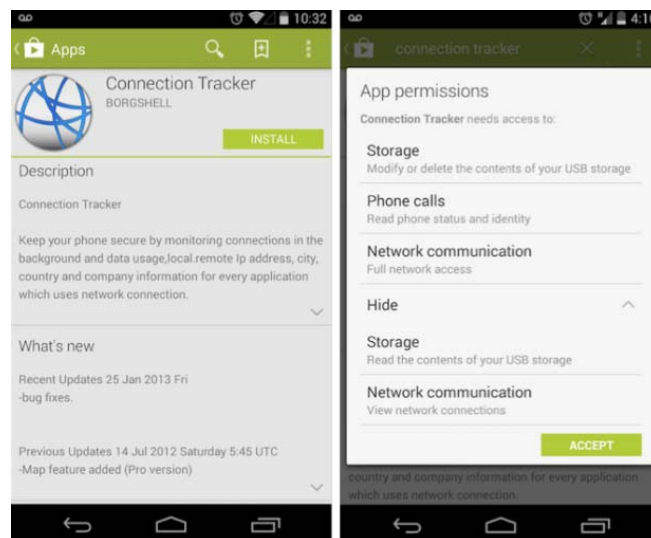 10:32
Apps
Connection Tracker
BORGSHELL
INSTALL
Description
Connection Tracker
Keep your phone secure by monitoring connections in the
background and data usage,local.remote Ip address, city,
country and company information for every application
which uses network connection.
What's new
Recent Updates 25 Jan 2013 Fri
-bug fixes.
Previous Updates 14 Jul 2012 Saturday 5:45 UTC
-Map feature added (Pro version)
connection tracker
App permissions
Connection Tracker needs access to:
Storage
Modify or delete the contents of your USB storage
Phone calls
Read phone status and identity
Network communication
Full network access
Hide
Storage
Read the contents of your USB storage
Network communication
View network connections
ACCEPT
country and company information for every application
which uses network connection.